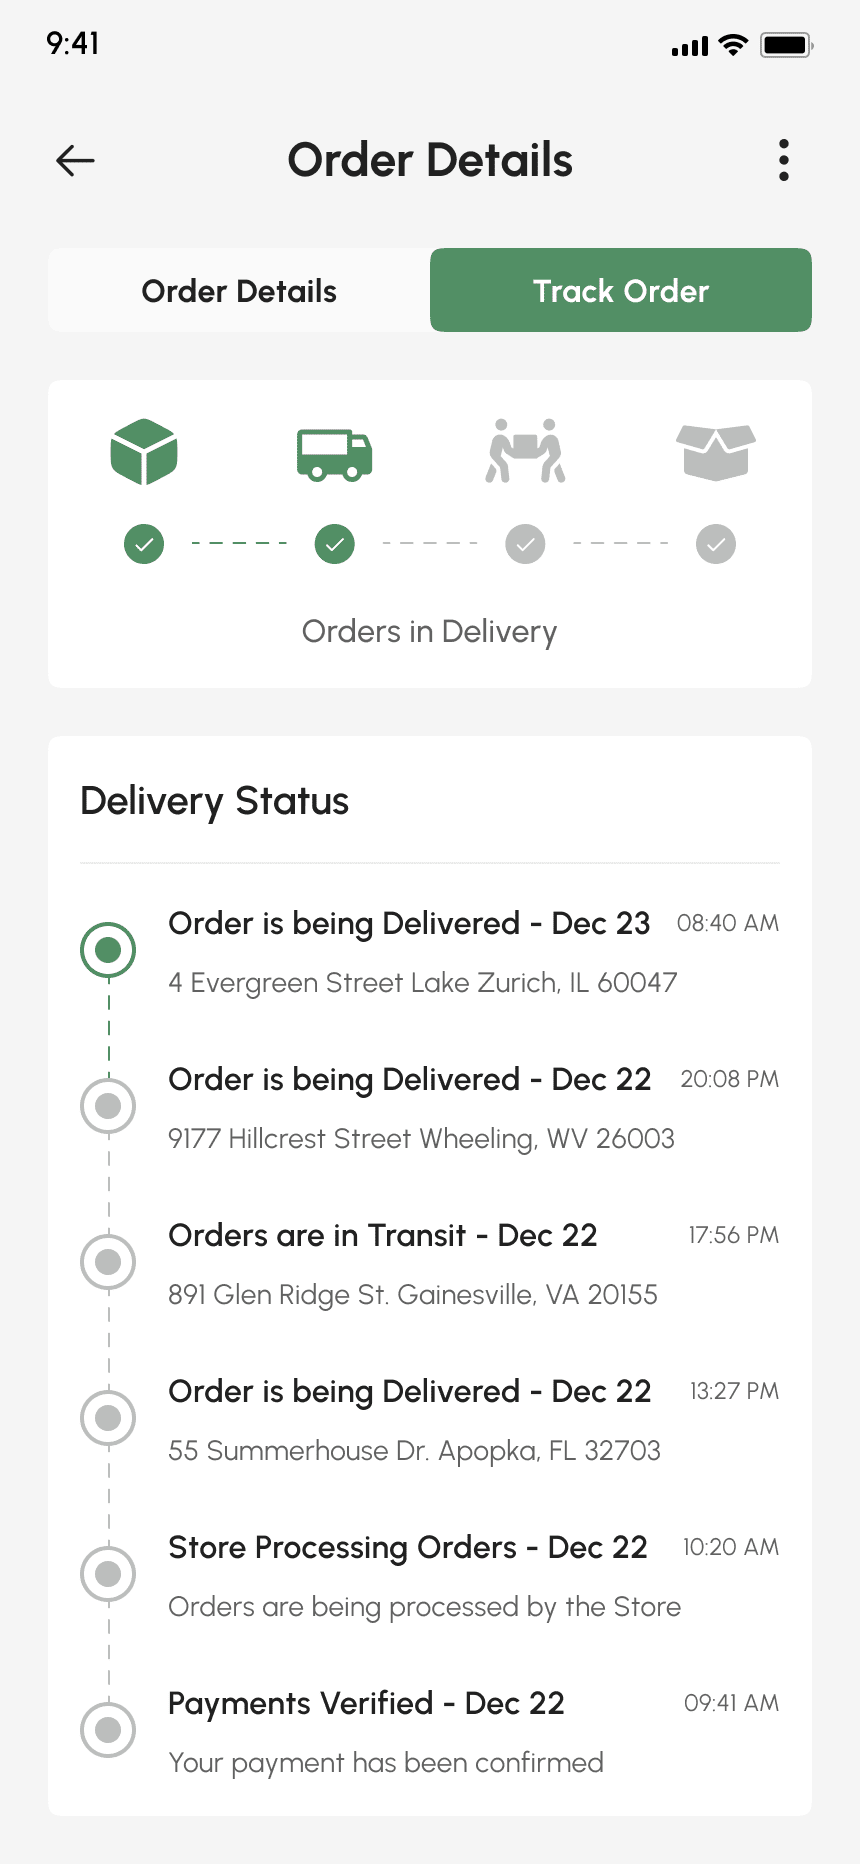 9:41
Order Details
Order Details
Track Order
Orders in Delivery
Delivery Status
Order is being Delivered - Dec 23 08:40 AM
4 Evergreen Street Lake Zurich, IL 60047
Order is being Delivered - Dec 22 20:08 PM
9177 Hillcrest Street Wheeling, WV 26003
Orders are in Transit - Dec 22 17:56 PM
891 Glen Ridge St. Gainesville, VA 20155
Order is being Delivered - Dec 22 13:27 PM
55 Summerhouse Dr. Apopka, FL 32703
Store Processing Orders - Dec 22 10:20 AM
Orders are being processed by the Store
Payments Verified - Dec 22 09:41 AM
Your payment has been confirmed